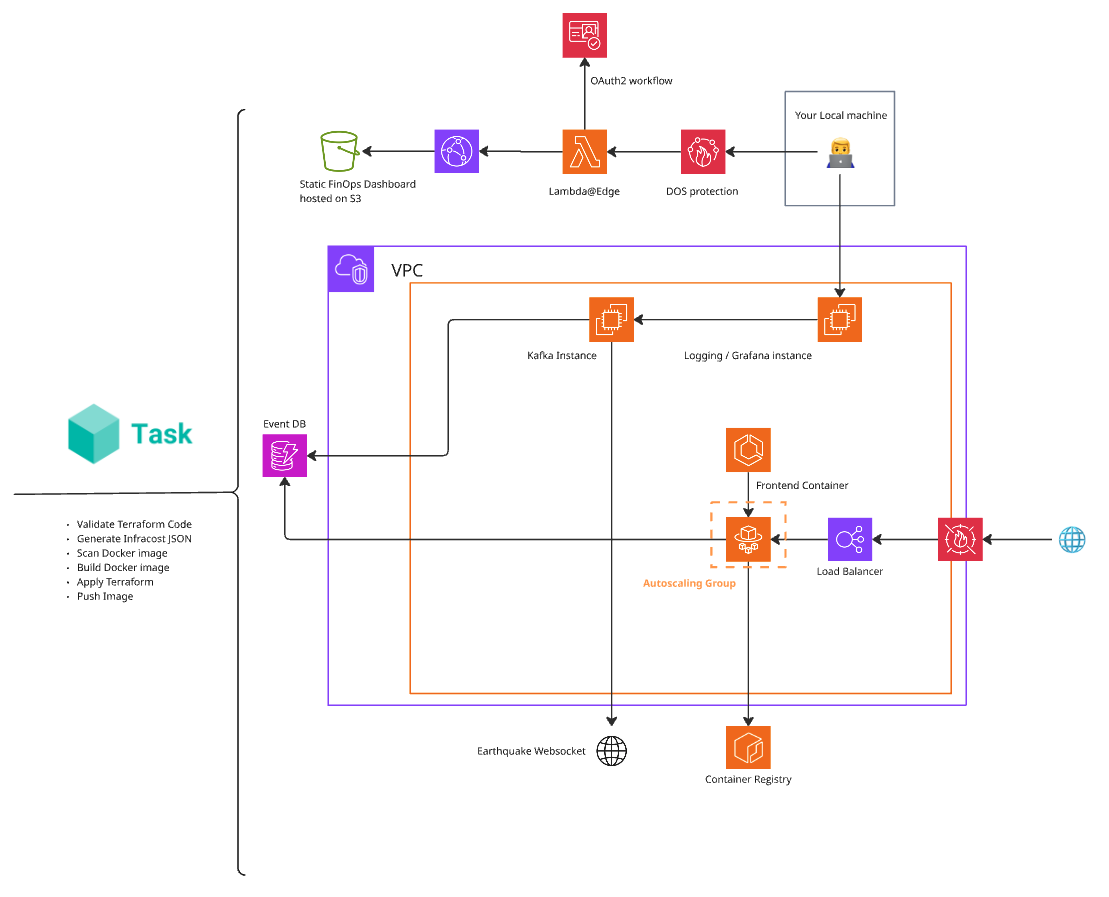 OAuth2 workflow
Your Local machine
Static FinOps Dashboard
hosted on S3
Lambda@Edge
DOS protection
VPC
Kafka Instance
Logging / Grafana instance
Event DB
Task
Frontend Container
· Validate Terraform Code
· Generate Infracost JSON
· Scan Docker image
· Build Docker image
· Apply Terraform
· Push Image
Load Balancer
Autoscaling Group
Earthquake Websocket
Container Registry